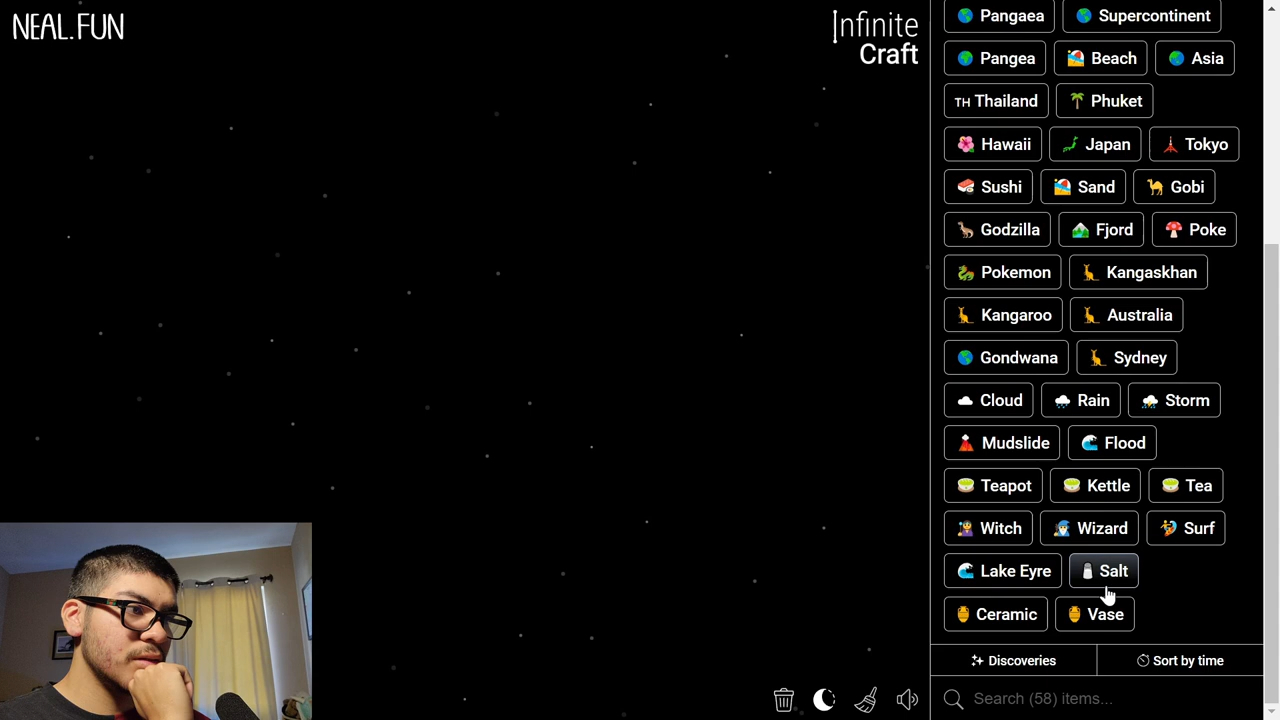 NEAL.FUN
Infinite
Craft
Pangaea Supercontinent
Pangea Beach Asia
TH Thailand Phuket
Hawaii Japan Tokyo
Sushi Sand Gobi
Godzilla Fjord Poke
Pokemon Kangaskhan
Kangaroo Australia
Gondwana Sydney
Cloud Rain Storm
Mudslide Flood
Teapot Kettle Tea
Witch Wizard Surf
Lake Eyre Salt
Ceramic Vase
Discoveries Sort by time
Search (58) items...